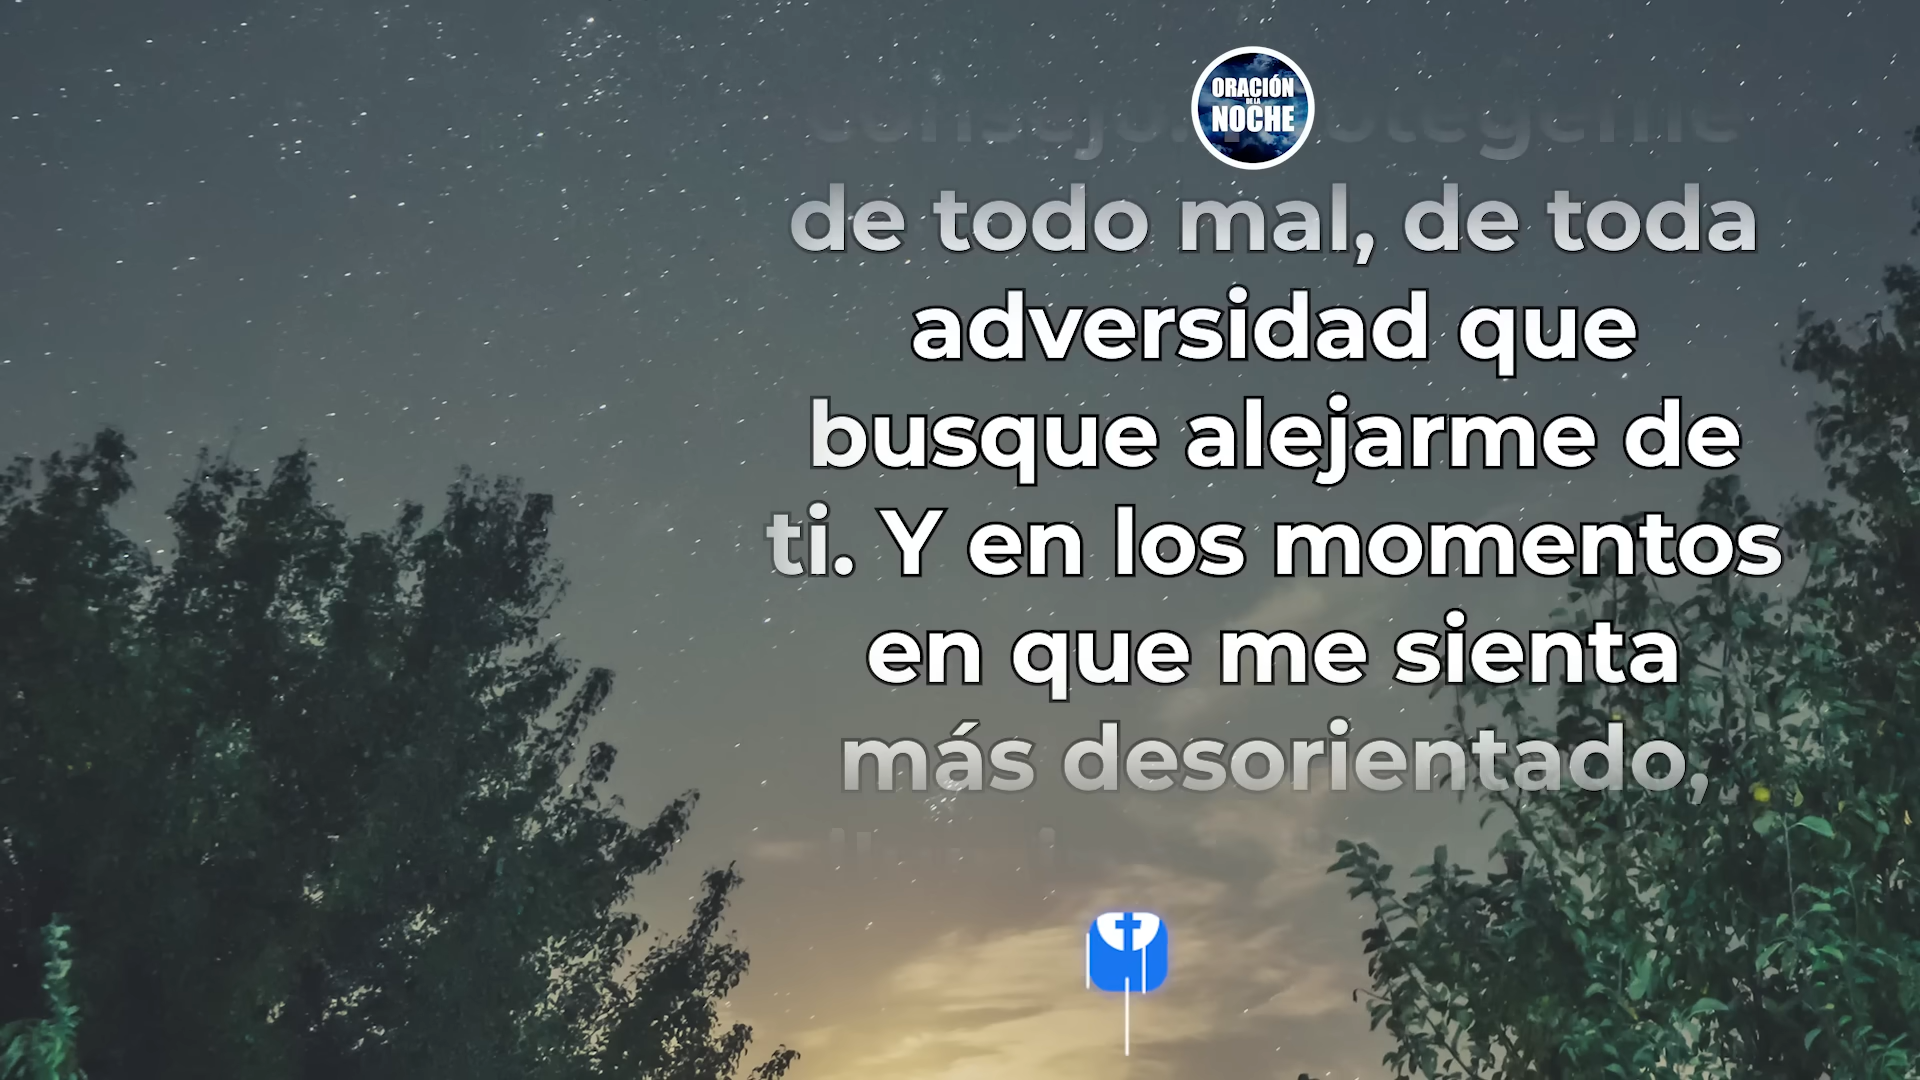 ORACIÓN
DE LA
NOCHE
de todo mal, de toda
adversidad que
busque alejarme de
ti. Y en los momentos
en que me sienta
más desorientado,